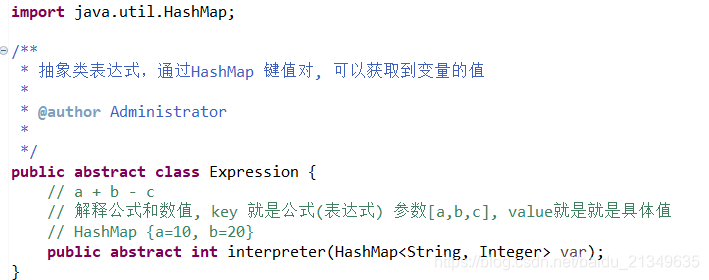 import java.util.HashMap;
/**
 * 抽象类表达式，通过HashMap 键值对, 可以获取到变量的值
 *
 * @author Administrator
 *
 */
public abstract class Expression {
    // a + b - c
    // 解释公式和数值, key 就是公式(表达式) 参数[a,b,c], value就是就是具体值
    // HashMap {a=10, b=20}
    public abstract int interpreter(HashMap<String, Integer> var);
}
https://blog.csdn.net/baidu_21349635